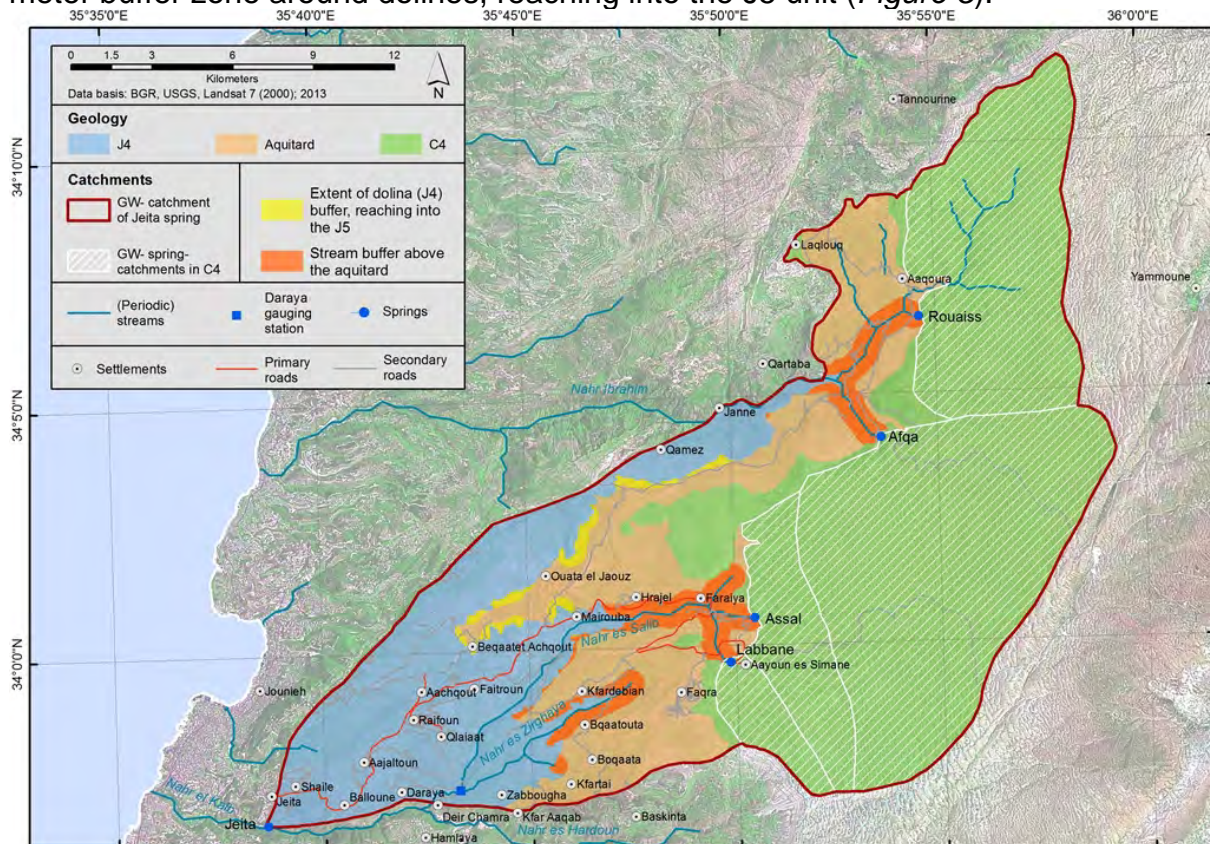 meter buffer zone around dolines, reaching into the J5 unit (Figure 3).
35°35'0"E 35°40'0"E 35°45'0"E 35°50'0"E 35°55'0"E 36°0'0"E
0 1.5 3 6 9 12
Kilometers
N
Data basis: BGR, USGS, Landsat 7 (2000); 2013
Geology
J4 Aquitard C4
Catchments
GW- catchment
of Jeita spring
GW- spring-
catchments in C4
Extent of dolina (J4)
buffer, reaching into
the J5
Stream buffer above
the aquitard
(Periodic)
streams
Daraya
gauging
station
Springs
Settlements
Primary
roads
Secondary
roads
34°10'0"N
34°5'0"N
34°0'0"N
Tannourine
Laqlouq
Aaqoura
Yammoune
Rouaiss
Qartaba
Nahr Ibrahim
Janne
Afqa
Qamez
Ouata el Jaouz
Hrajel
Faraiya
Mairouba
Assal
Nahr es Salib
Beqaatet Achqout
Labbane
Aayoun es Simane
Jounieh
Aachqout
Faitroun
Kfardebian
Faqra
Raifoun
Nahr es Zirghaya
Bqaatouta
Qlaiaat
Aajaltoun
Boqaata
Shaile
Kfartai
Jeita
Balloune
Daraya
Zabbougha
Nahr el Kalb
Jeita
Deir Chamra
Kfar Aaqab
Baskinta
Nahr es Hardoun
Hamlaya